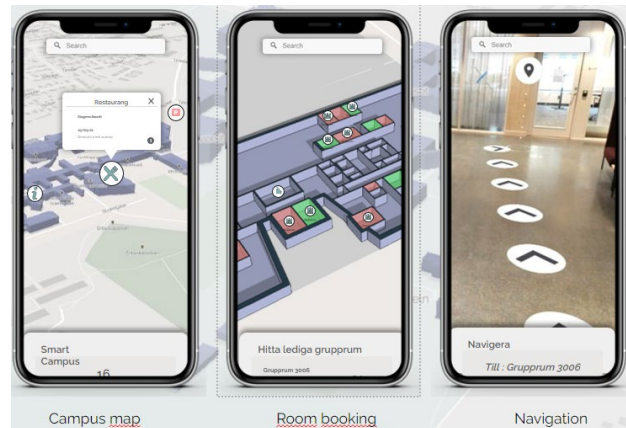 Search
Restaurang X
Smart
Campus
16
Campus map
Search
Hitta lediga grupprum
Grupprum 3006
Room booking
Search
Navigera
Till : Grupprum 3006
Navigation